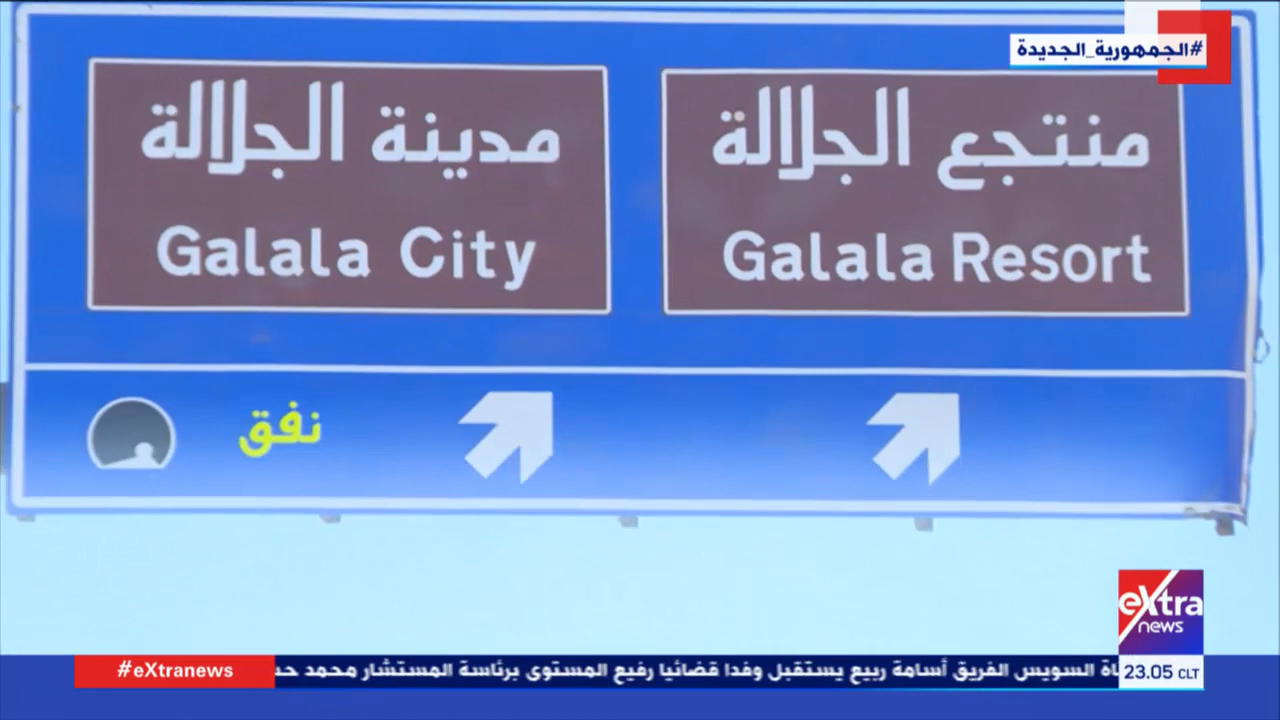 #الجمهورية_الجديدة
منتجع الجلالة
Galala Resort
مدينة الجلالة
Galala City
نفق
eXtra
news
#eXtranews
السويس الفريق أسامة ربيع يستقبل وفدا قضائيا رفيع المستوى برئاسة المستشار محمد
23.05 CLT